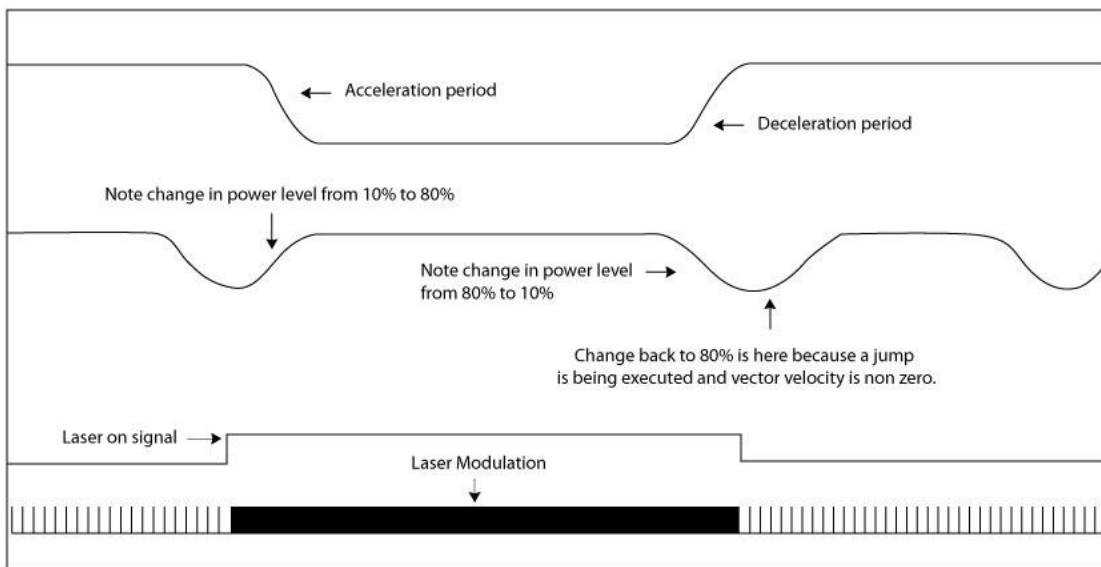 Acceleration period
Deceleration period
Note change in power level from 10% to 80%
Note change in power level
from 80% to 10%
Change back to 80% is here because a jump
is being executed and vector velocity is non zero.
Laser on signal
Laser Modulation